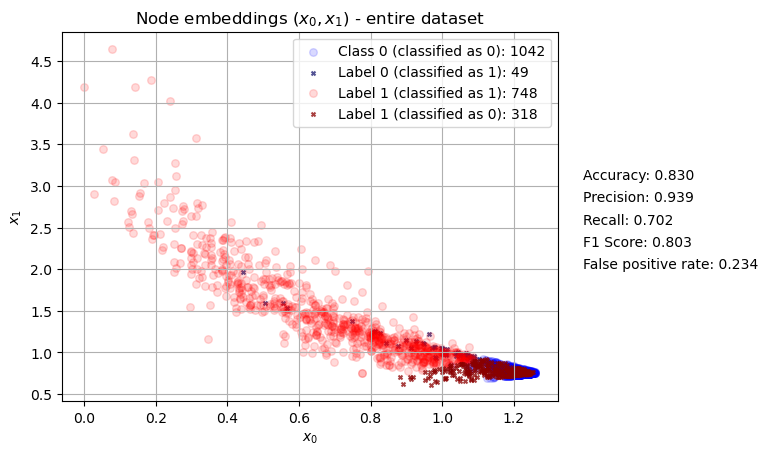 Node embeddings (x₀, x₁) - entire dataset
Class 0 (classified as 0): 1042
Label 0 (classified as 1): 49
Label 1 (classified as 1): 748
Label 1 (classified as 0): 318
4.5
4.0
3.5
3.0
2.5
2.0
1.5
1.0
0.5
x₁
0.0 0.2 0.4 0.6 0.8 1.0 1.2
x₀
Accuracy: 0.830
Precision: 0.939
Recall: 0.702
F1 Score: 0.803
False positive rate: 0.234